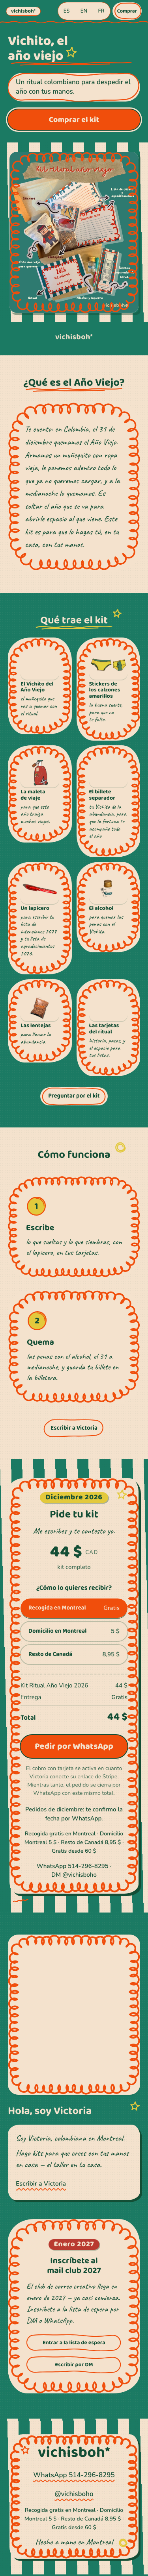 vichisboh*
ES EN FR
Comprar
Vichito, el
año viejo
Un ritual colombiano para despedir el
año con tus manos.
Comprar el kit
Kit ritual año viejo
vichisboh*
¿Qué es el Año Viejo?
Te cuento: en Colombia, el 31 de
diciembre quemamos el Año Viejo.
Armamos un muñequito con ropa
vieja, le ponemos adentro todo lo
que ya no queremos cargar, y a la
medianoche lo quemamos. Es
soltar el año que se va para
abrirle espacio al que viene. Este
kit es para que lo hagas tú, en tu
casa, con tus manos.
Qué trae el kit
El Vichito del
Año Viejo
el muñequito que
vas a quemar con
el ritual.
Stickers de
los calzones
amarillos
la buena suerte,
para que no
te falte.
La maleta
de viaje
para que este
año traiga
muchos viajes.
El billete
separador
tu Vichito de la
abundancia, para
que la fortuna te
acompañe todo
el año
Un lapicero
para escribir tu
lista de
intenciones 2027
y tu lista de
agradecimientos
2026.
El alcohol
para quemar las
penas con el
Vichito.
Las lentejas
para llamar la
abundancia.
Las tarjetas
del ritual
historia, pasos, y
el espacio para
tus listas.
Preguntar por el kit
Cómo funciona
1
Escribe
lo que sueltas y lo que siembras, con
el lapicero, en tus tarjetas.
2
Quema
las penas con el alcohol, el 31 a
medianoche, y guarda tu billete en
la billetera.
Escribir a Victoria
Diciembre 2026
Pide tu kit
Me escribes y te contesto yo.
44 $ CAD
kit completo
¿Cómo lo quieres recibir?
Recogida en Montreal Gratis
Domicilio en Montreal 5 $
Resto de Canadá 8,95 $
Kit Ritual Año Viejo 2026 44 $
Entrega Gratis
Total 44 $
Pedir por WhatsApp
El cobro con tarjeta se activa en cuanto
Victoria conecte su enlace de Stripe.
Mientras tanto, el pedido se cierra por
WhatsApp con este mismo total.
Pedidos de diciembre: te confirmo la
fecha por WhatsApp.
Recogida gratis en Montreal · Domicilio
Montreal 5 $ · Resto de Canadá 8,95 $ ·
Gratis desde 60 $
WhatsApp 514-296-8295 ·
DM @vichisboho
Hola, soy Victoria
Soy Victoria, colombiana en Montreal.
Hago kits para que crees con tus manos
en casa — el taller en tu casa.
Escribir a Victoria
Enero 2027
Inscríbete al
mail club 2027
El club de correo creativo llega en
enero de 2027 — ya casi comienza.
Inscríbete a la lista de espera por
DM o WhatsApp.
Entrar a la lista de espera
Escribir por DM
vichisboh*
WhatsApp 514-296-8295
@vichisboho
Recogida gratis en Montreal · Domicilio
Montreal 5 $ · Resto de Canadá 8,95 $ ·
Gratis desde 60 $
Hecho a mano en Montreal